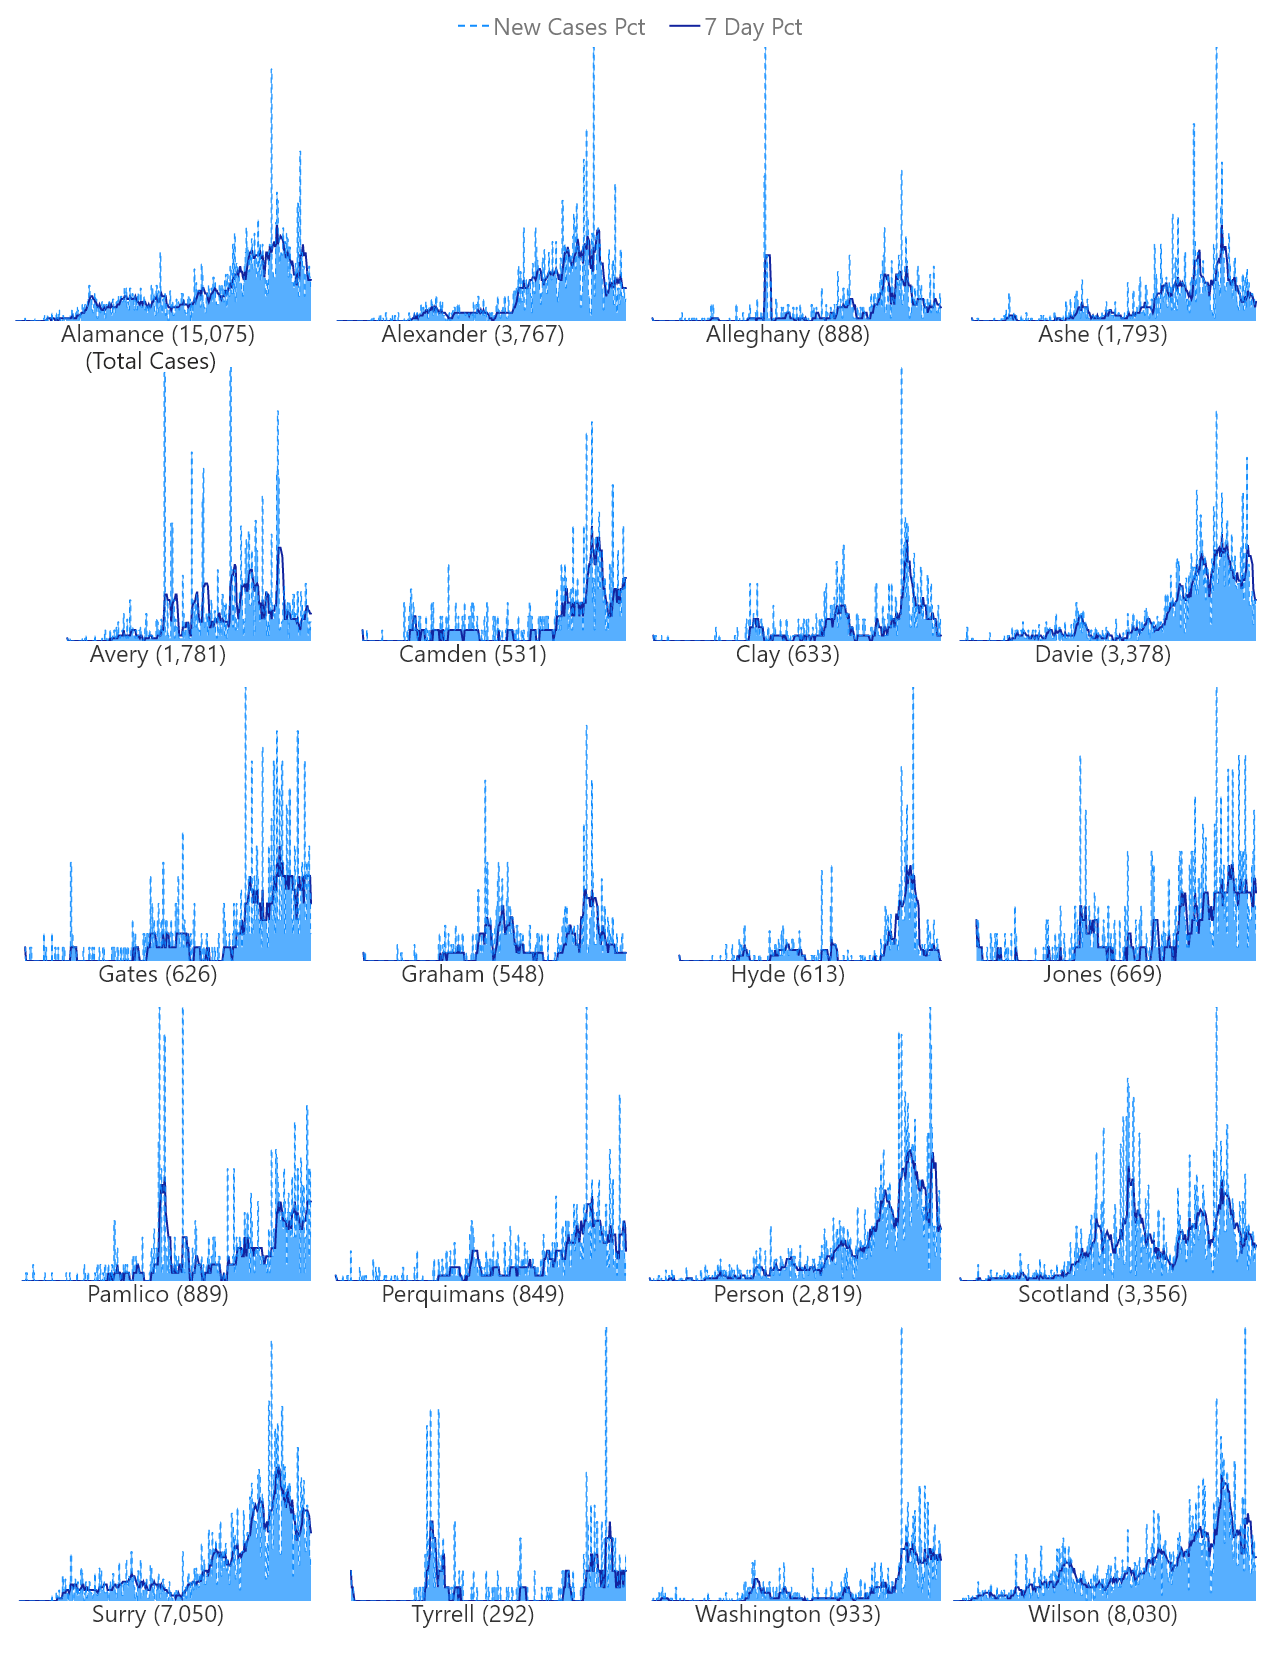 New Cases Pct 7 Day Pct
Alamance (15,075) Alexander (3,767) Alleghany (888) Ashe (1,793)
(Total Cases)
Avery (1,781) Camden (531) Clay (633) Davie (3,378)
Gates (626) Graham (548) Hyde (613) Jones (669)
Pamlico (889) Perquimans (849) Person (2,819) Scotland (3,356)
Surry (7,050) Tyrrell (292) Washington (933) Wilson (8,030)